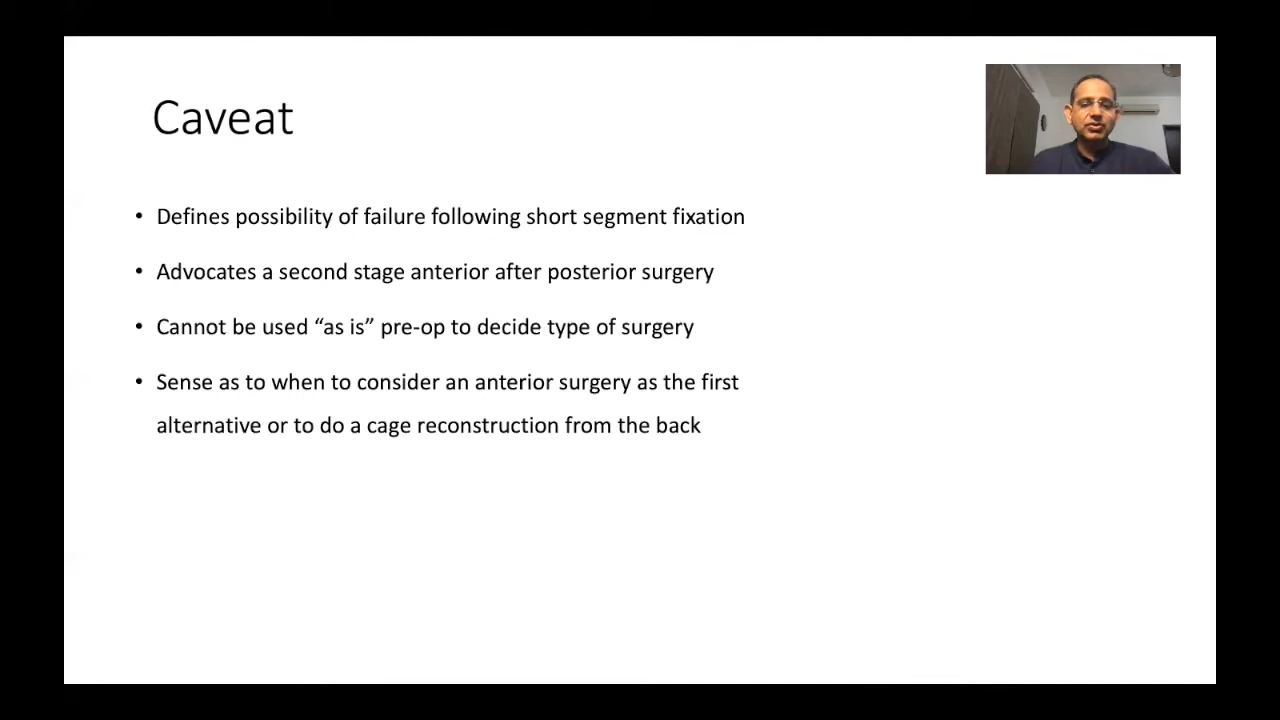 Caveat
• Defines possibility of failure following short segment fixation
• Advocates a second stage anterior after posterior surgery
• Cannot be used “as is” pre-op to decide type of surgery
• Sense as to when to consider an anterior surgery as the first
alternative or to do a cage reconstruction from the back